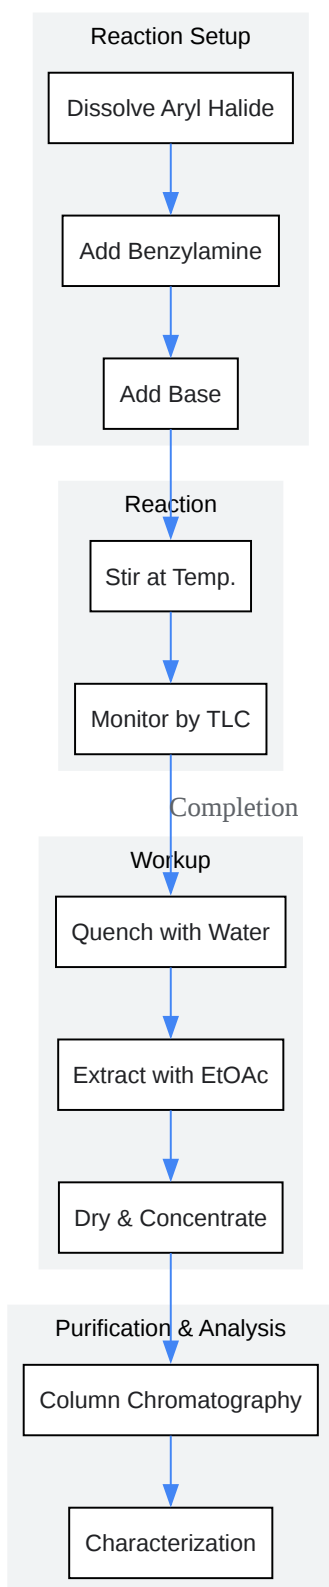 Reaction Setup
Dissolve Aryl Halide
Add Benzylamine
Add Base
Reaction
Stir at Temp.
Monitor by TLC
Completion
Workup
Quench with Water
Extract with EtOAc
Dry & Concentrate
Purification & Analysis
Column Chromatography
Characterization